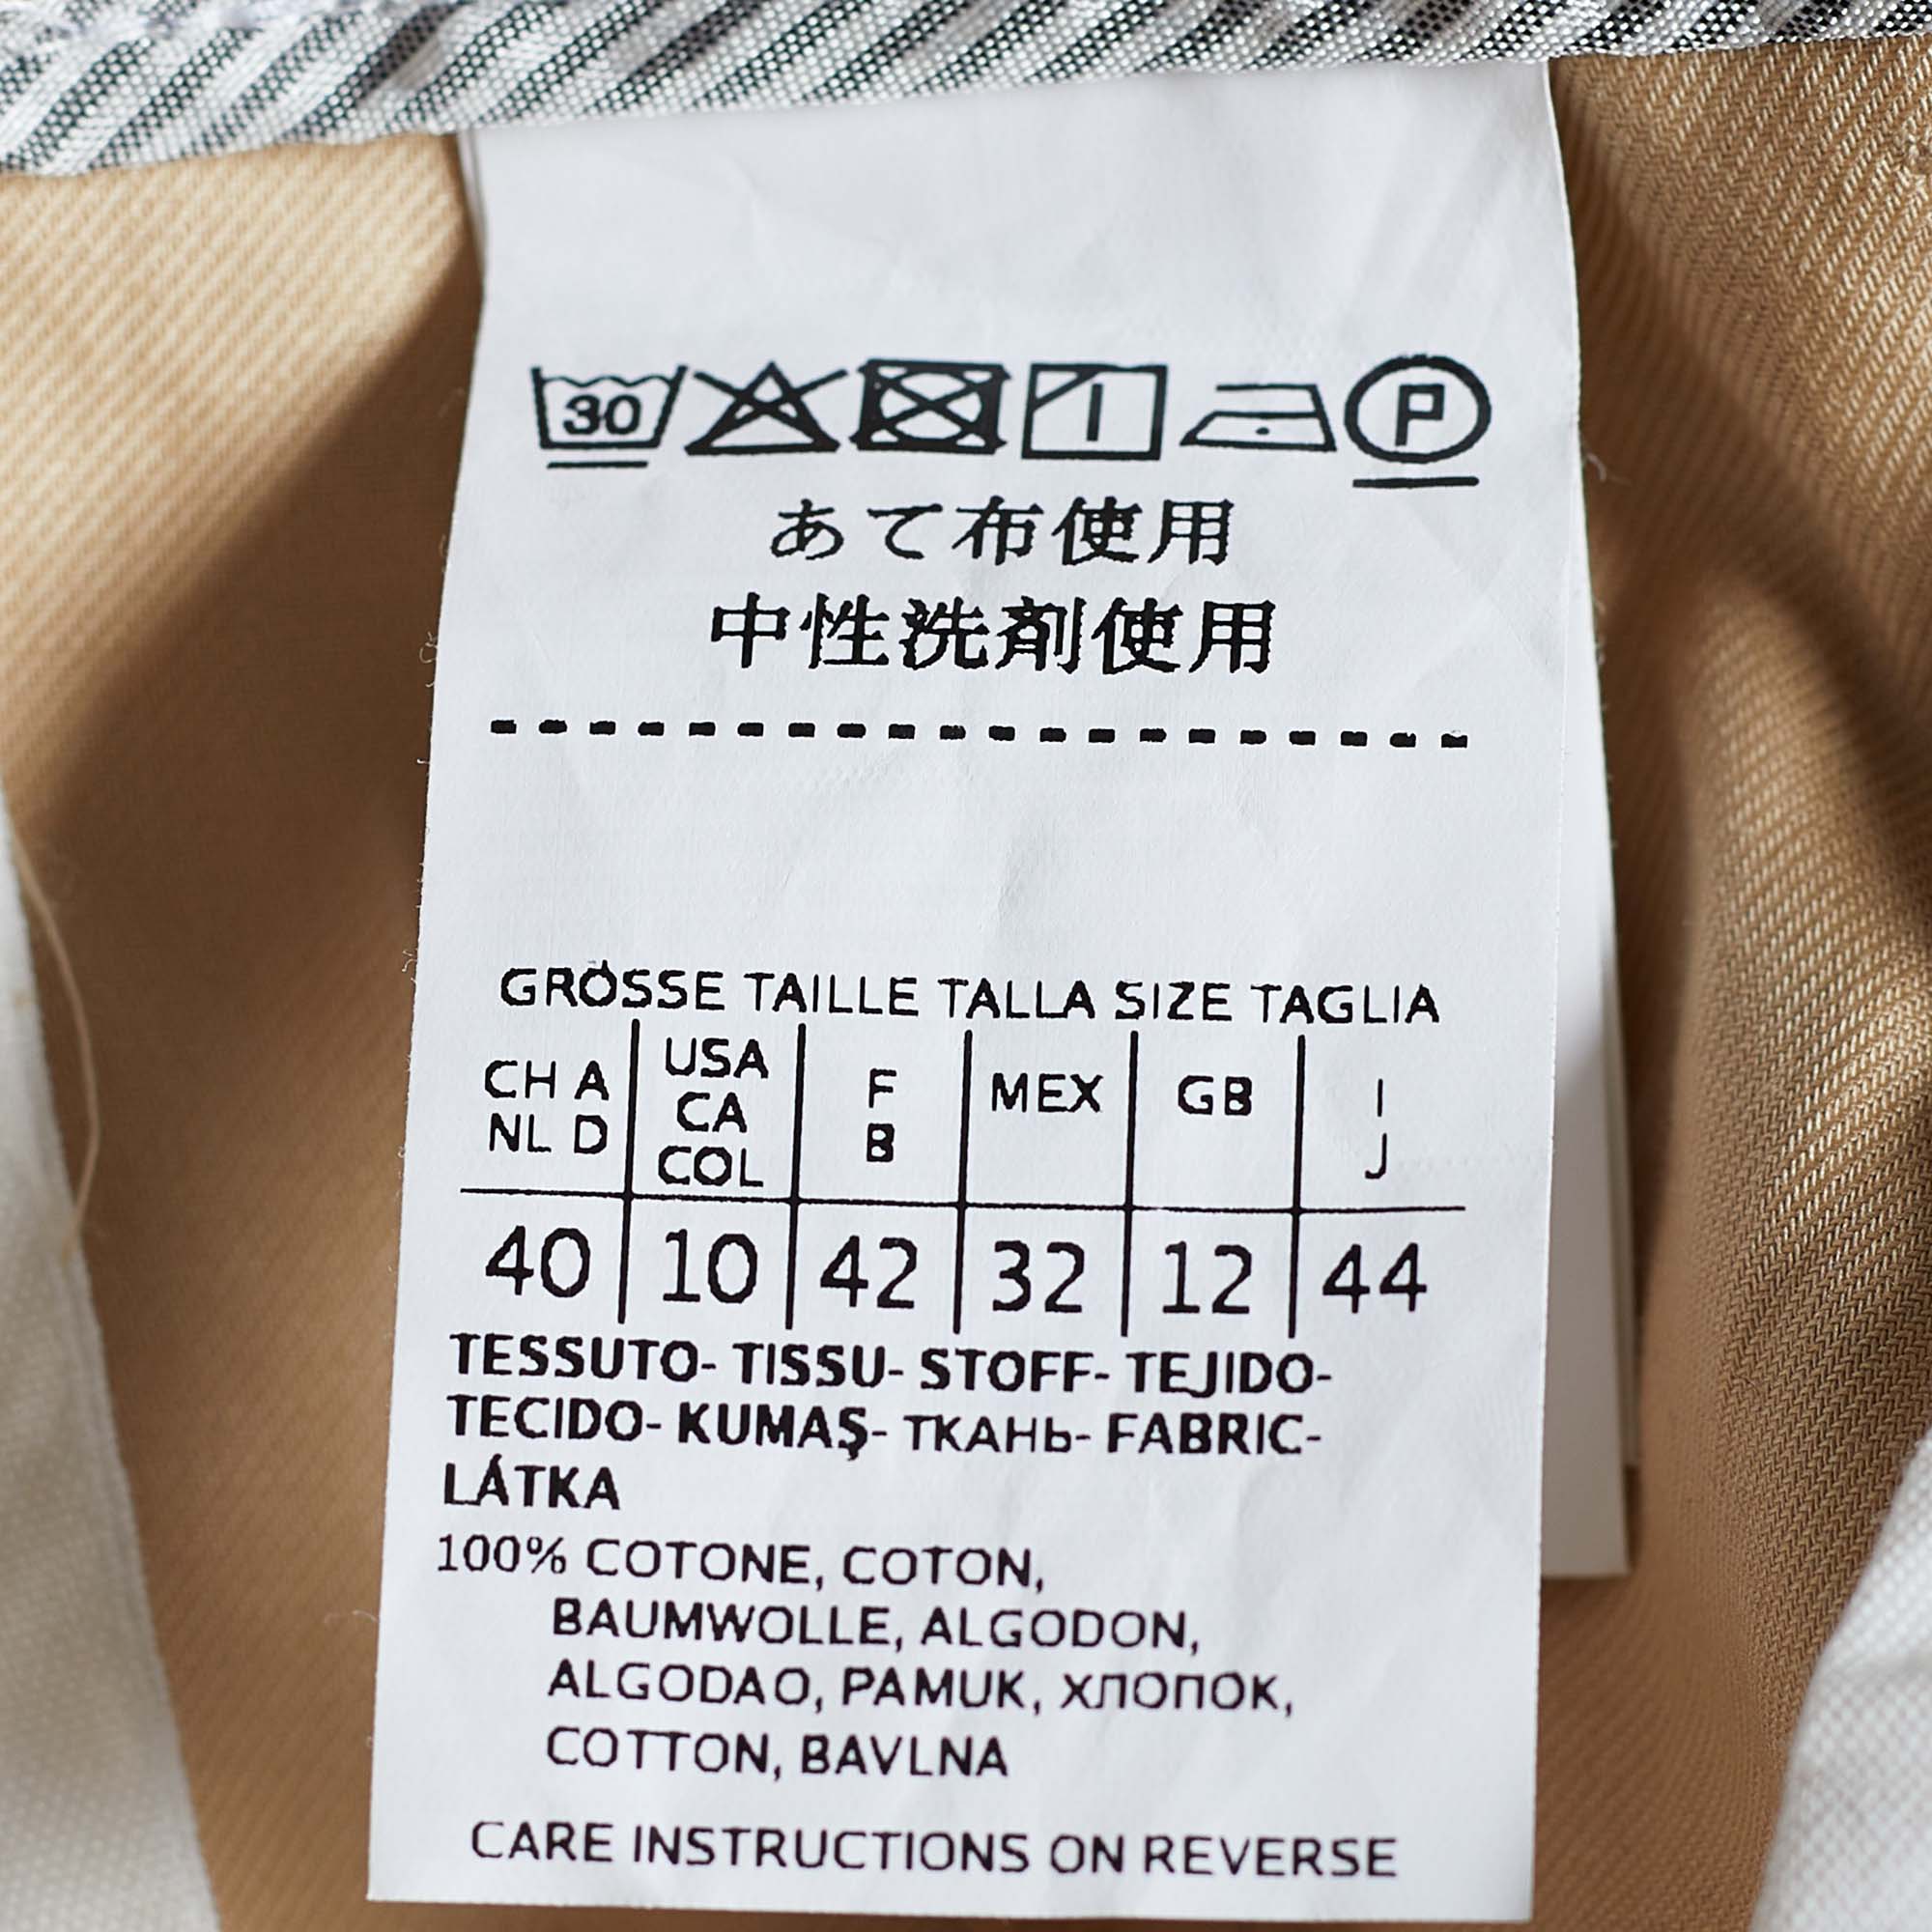 30 P
あて布使用
中性洗剤使用
GRÖSSE TAILLE TALLA SIZE TAGLIA
CH A NL D USA CA COL F B MEX GB I J
40 10 42 32 12 44
TESSUTO- TISSU- STOFF- TEJIDO-
TECIDO- KUMAŞ- ТКАНЬ- FABRIC-
LÁTKA
100% COTONE, COTON,
BAUMWOLLE, ALGODON,
ALGODAO, PAMUK, ХЛОПОК,
COTTON, BAVLNA
CARE INSTRUCTIONS ON REVERSE